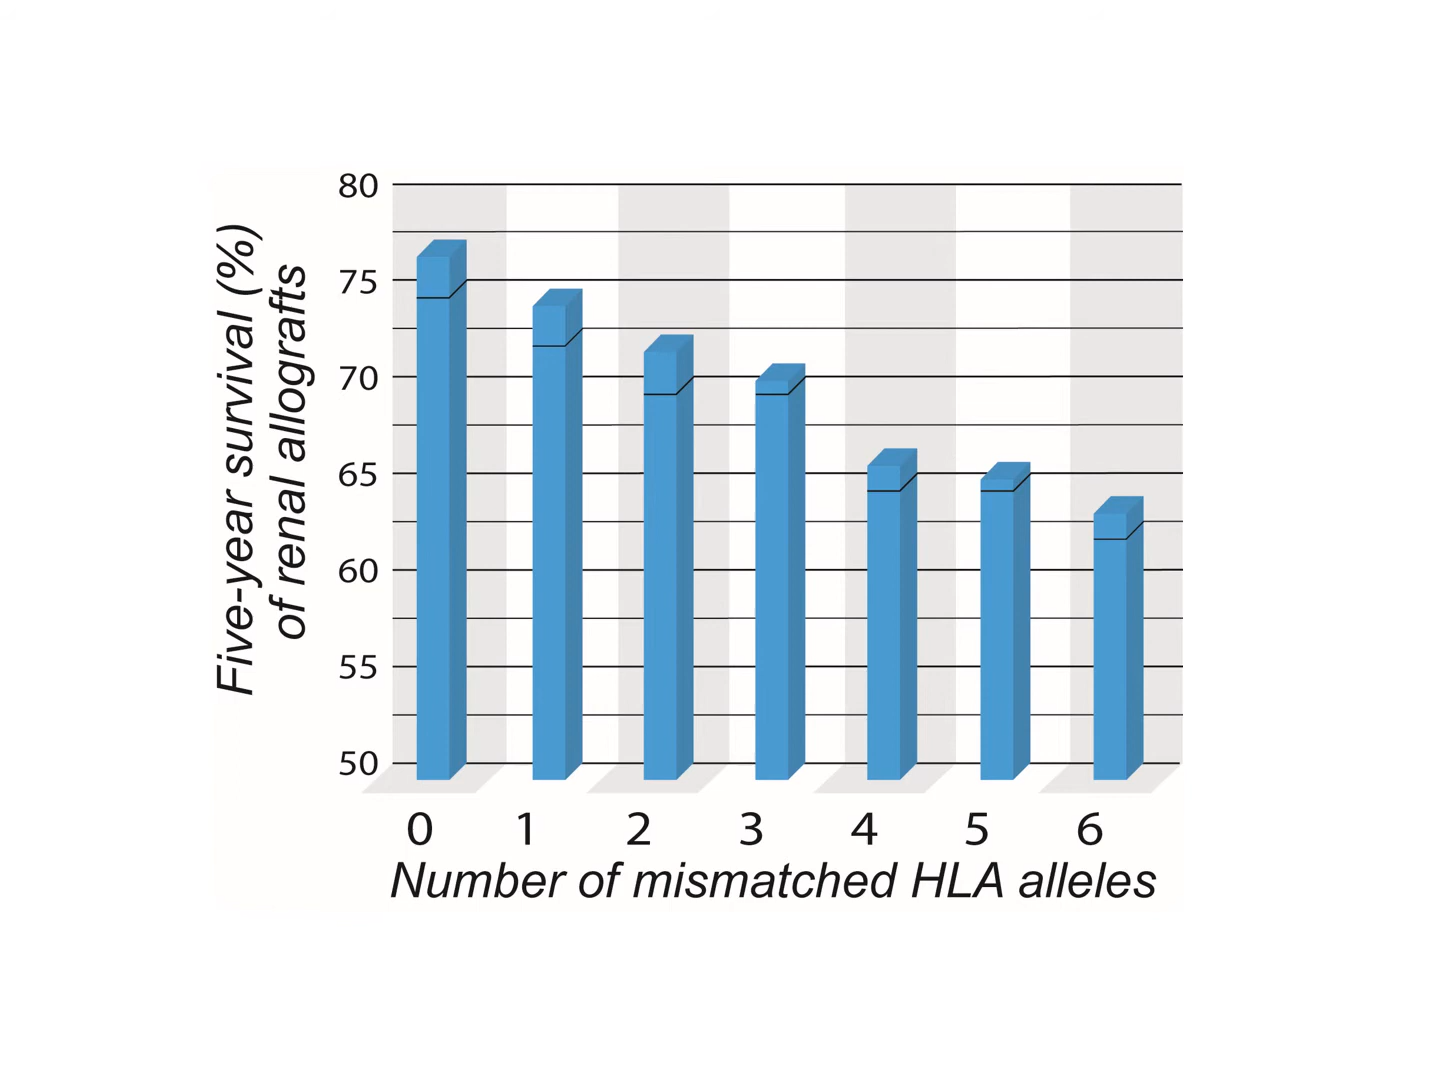 80
75
70
65
60
55
50
Five-year survival (%)
of renal allografts
0 1 2 3 4 5 6
Number of mismatched HLA alleles